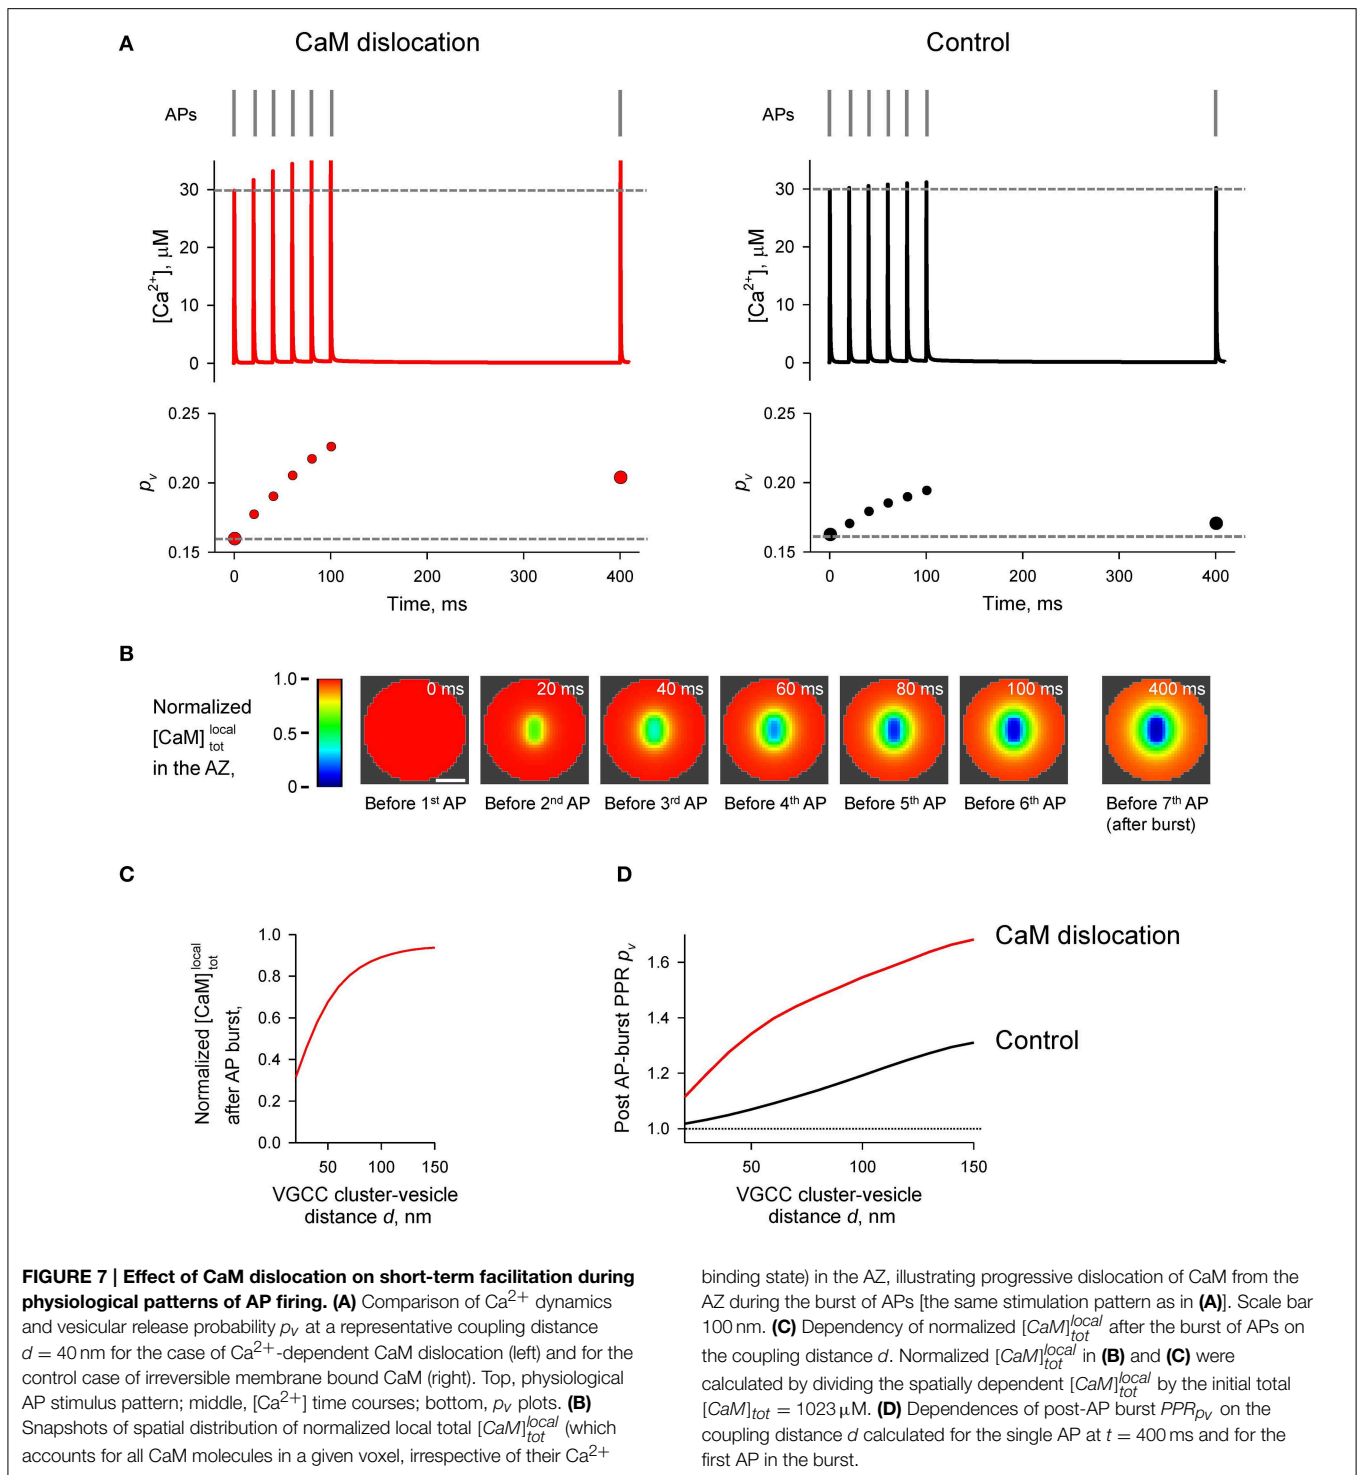 A
CaM dislocation
Control
APs
APs
30
20
10
0
[Ca²⁺], μM
30
20
10
0
[Ca²⁺], μM
0.25
0.20
0.15
pᵥ
0 100 200 300 400
Time, ms
0.25
0.20
0.15
pᵥ
0 100 200 300 400
Time, ms
B
Normalized
[CaM] local tot
in the AZ,
1.0
0.5
0
0 ms
20 ms
40 ms
60 ms
80 ms
100 ms
400 ms
Before 1ˢᵗ AP
Before 2ⁿᵈ AP
Before 3ʳᵈ AP
Before 4ᵗʰ AP
Before 5ᵗʰ AP
Before 6ᵗʰ AP
Before 7ᵗʰ AP
(after burst)
C
Normalized [CaM] local tot
after AP burst,
1.0
0.8
0.6
0.4
0.2
0.0
50 100 150
VGCC cluster-vesicle
distance d, nm
D
Post AP-burst PPR pᵥ
1.6
1.4
1.2
1.0
50 100 150
VGCC cluster-vesicle
distance d, nm
CaM dislocation
Control
FIGURE 7 | Effect of CaM dislocation on short-term facilitation during
physiological patterns of AP firing. (A) Comparison of Ca²⁺ dynamics
and vesicular release probability pᵥ at a representative coupling distance
d = 40 nm for the case of Ca²⁺-dependent CaM dislocation (left) and for the
control case of irreversible membrane bound CaM (right). Top, physiological
AP stimulus pattern; middle, [Ca²⁺] time courses; bottom, pᵥ plots. (B)
Snapshots of spatial distribution of normalized local total [CaM] local tot (which
accounts for all CaM molecules in a given voxel, irrespective of their Ca²⁺
binding state) in the AZ, illustrating progressive dislocation of CaM from the
AZ during the burst of APs [the same stimulation pattern as in (A)]. Scale bar
100 nm. (C) Dependency of normalized [CaM] local tot after the burst of APs on
the coupling distance d. Normalized [CaM] local tot in (B) and (C) were
calculated by dividing the spatially dependent [CaM] local tot by the initial total
[CaM]tot = 1023 μM. (D) Dependences of post-AP burst PPRpv on the
coupling distance d calculated for the single AP at t = 400 ms and for the
first AP in the burst.